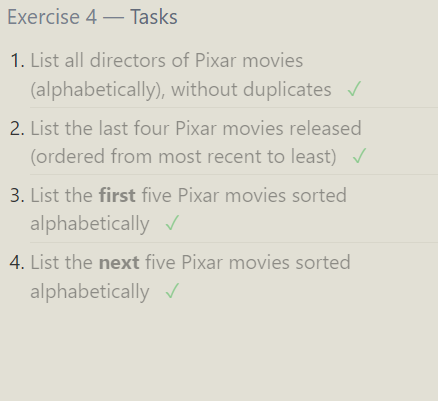 Exercise 4 — Tasks
1. List all directors of Pixar movies
(alphabetically), without duplicates ✓
2. List the last four Pixar movies released
(ordered from most recent to least) ✓
3. List the first five Pixar movies sorted
alphabetically ✓
4. List the next five Pixar movies sorted
alphabetically ✓